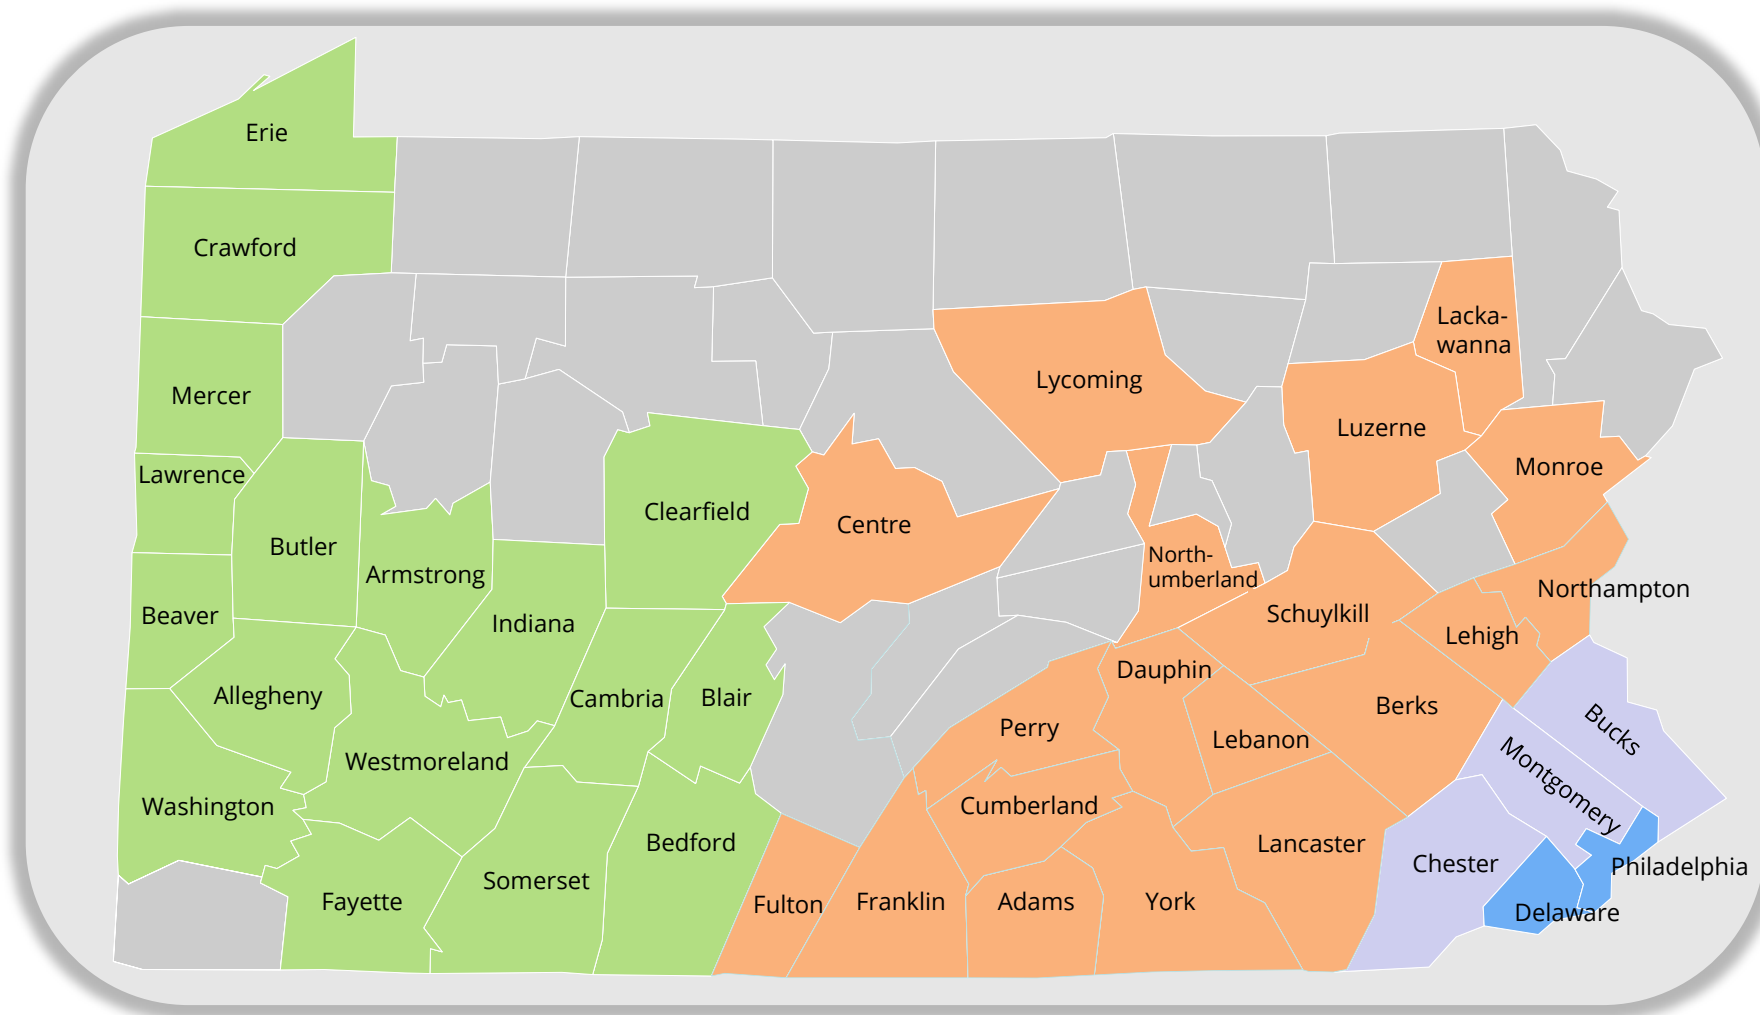 Erie
Crawford
Mercer
Lawrence
Butler
Armstrong
Beaver
Allegheny
Indiana
Clearfield
Cambria
Blair
Westmoreland
Washington
Fayette
Somerset
Bedford
Centre
Lycoming
Lacka-
wanna
Luzerne
Monroe
North-
umberland
Schuylkill
Northampton
Lehigh
Dauphin
Berks
Perry
Lebanon
Cumberland
Lancaster
Fulton
Franklin
Adams
York
Bucks
Montgomery
Chester
Philadelphia
Delaware